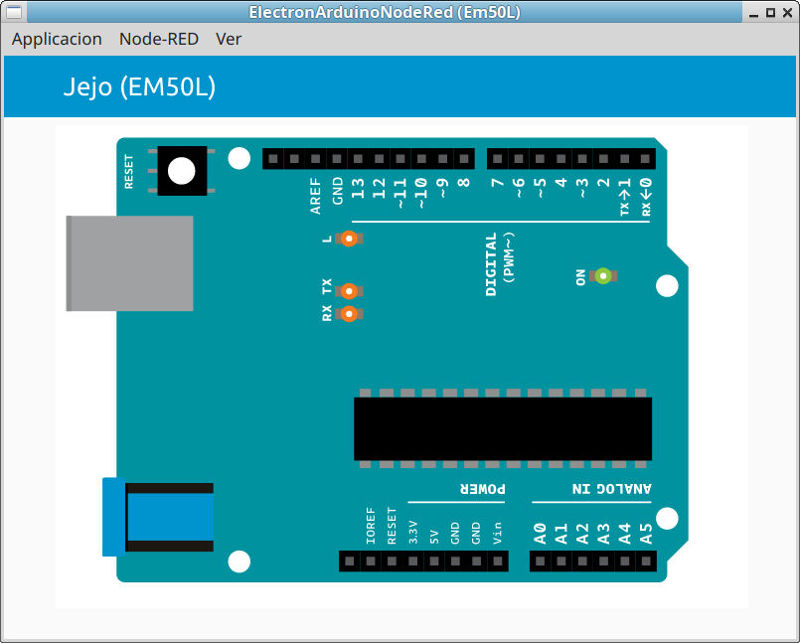 ElectronArduinoNodeRed (Em50L)
Applicacion Node-RED Ver
Jejo (EM50L)
RESET
AREF GND 13 12 ~11 ~10 ~9 8 7 ~6 ~5 4 ~3 2 TX→1 RX←0
L
DIGITAL
(PWM~)
ON
TX
RX
POWER ANALOG IN
IOREF RESET 3.3V 5V GND GND Vin A0 A1 A2 A3 A4 A5